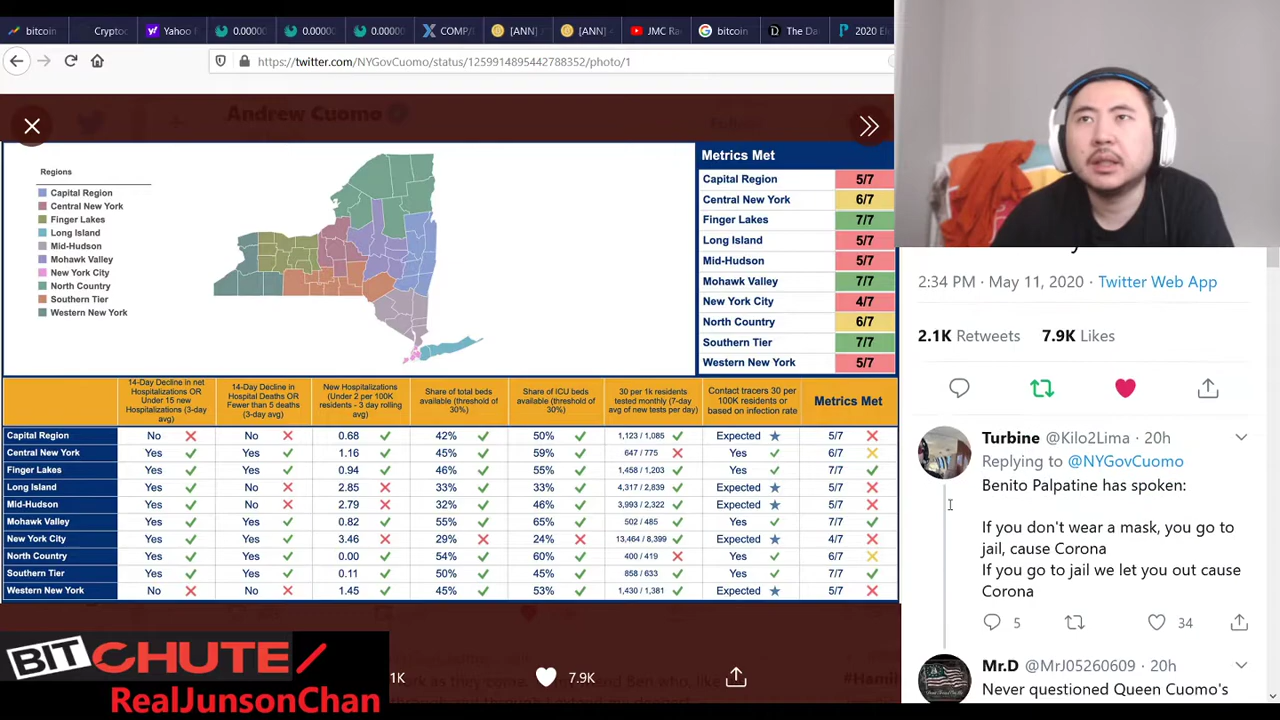 bitcoin
Cryptoc
Yahoo
0.00000
0.00000
0.00000
COMP/
[ANN]
[ANN]
JMC Ra
bitcoin
The Da
2020 El
https://twitter.com/NYGovCuomo/status/1259914895442788352/photo/1
Andrew Cuomo
Regions
Capital Region
Central New York
Finger Lakes
Long Island
Mid-Hudson
Mohawk Valley
New York City
North Country
Southern Tier
Western New York
Metrics Met
Capital Region 5/7
Central New York 6/7
Finger Lakes 7/7
Long Island 5/7
Mid-Hudson 5/7
Mohawk Valley 7/7
New York City 4/7
North Country 6/7
Southern Tier 7/7
Western New York 5/7
14-Day Decline in net
Hospitalizations OR
Under 15 new
Hospitalizations (3-day
avg)
14-Day Decline in
Hospital Deaths OR
Fewer than 5 deaths
(3-day avg)
New Hospitalizations
(Under 2 per 100K
residents - 3 day rolling
avg)
Share of total beds
available (threshold of
30%)
Share of ICU beds
available (threshold of
30%)
30 per 1k residents
tested monthly (7-day
avg of new tests per day)
Contact tracers 30 per
100K residents or
based on infection rate
Metrics Met
Capital Region No No 0.68 42% 50% 1,123 / 1,085 Expected 5/7
Central New York Yes Yes 1.16 45% 59% 647 / 775 Yes 6/7
Finger Lakes Yes Yes 0.94 46% 55% 1,458 / 1,203 Yes 7/7
Long Island Yes No 2.85 33% 33% 4,317 / 2,839 Expected 5/7
Mid-Hudson Yes No 2.79 32% 46% 3,993 / 2,322 Expected 5/7
Mohawk Valley Yes Yes 0.82 55% 65% 502 / 485 Yes 7/7
New York City Yes Yes 3.46 29% 24% 13,464 / 8,399 Expected 4/7
North Country Yes Yes 0.00 54% 60% 400 / 419 Yes 6/7
Southern Tier Yes Yes 0.11 50% 45% 858 / 633 Yes 7/7
Western New York No No 1.45 45% 53% 1,430 / 1,381 Expected 5/7
1K
7.9K
BITCHUTE
RealJursonChan
2:34 PM · May 11, 2020 · Twitter Web App
2.1K Retweets 7.9K Likes
Turbine @Kilo2Lima · 20h
Replying to @NYGovCuomo
Benito Palpatine has spoken:
If you don't wear a mask, you go to
jail, cause Corona
If you go to jail we let you out cause
Corona
5
34
Mr.D @MrJ05260609 · 20h
Never questioned Queen Cuomo's